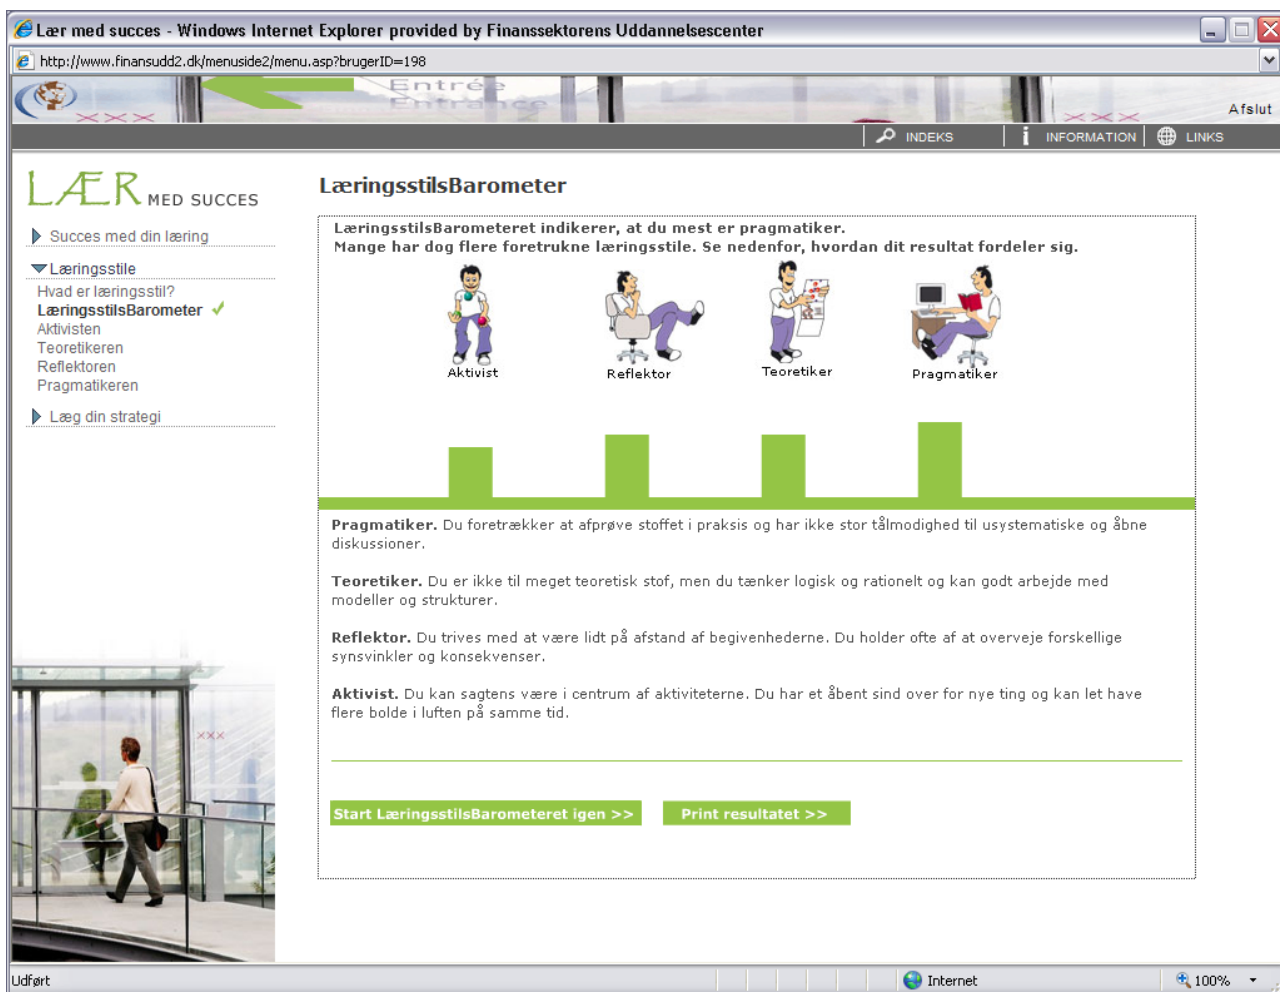 Lær med succes - Windows Internet Explorer provided by Finanssektorens Uddannelsescenter
http://www.finansudd2.dk/menuside2/menu.asp?brugerID=198
Entrée
Entrance
Afslut
INDEKS
INFORMATION
LINKS
LÆR MED SUCCES
Succes med din læring
Læringsstile
Hvad er læringsstil?
LæringsstilsBarometer
Aktivisten
Teoretikeren
Reflektoren
Pragmatikeren
Læg din strategi
LæringsstilsBarometer
LæringsstilsBarometeret indikerer, at du mest er pragmatiker.
Mange har dog flere foretrukne læringsstile. Se nedenfor, hvordan dit resultat fordeler sig.
Aktivist
Reflektor
Teoretiker
Pragmatiker
Pragmatiker. Du foretrækker at afprøve stoffet i praksis og har ikke stor tålmodighed til usystematiske og åbne
diskussioner.
Teoretiker. Du er ikke til meget teoretisk stof, men du tænker logisk og rationelt og kan godt arbejde med
modeller og strukturer.
Reflektor. Du trives med at være lidt på afstand af begivenhederne. Du holder ofte af at overveje forskellige
synsvinkler og konsekvenser.
Aktivist. Du kan sagtens være i centrum af aktiviteterne. Du har et åbent sind over for nye ting og kan let have
flere bolde i luften på samme tid.
Start LæringsstilsBarometeret igen >>
Print resultatet >>
Udført
Internet
100%